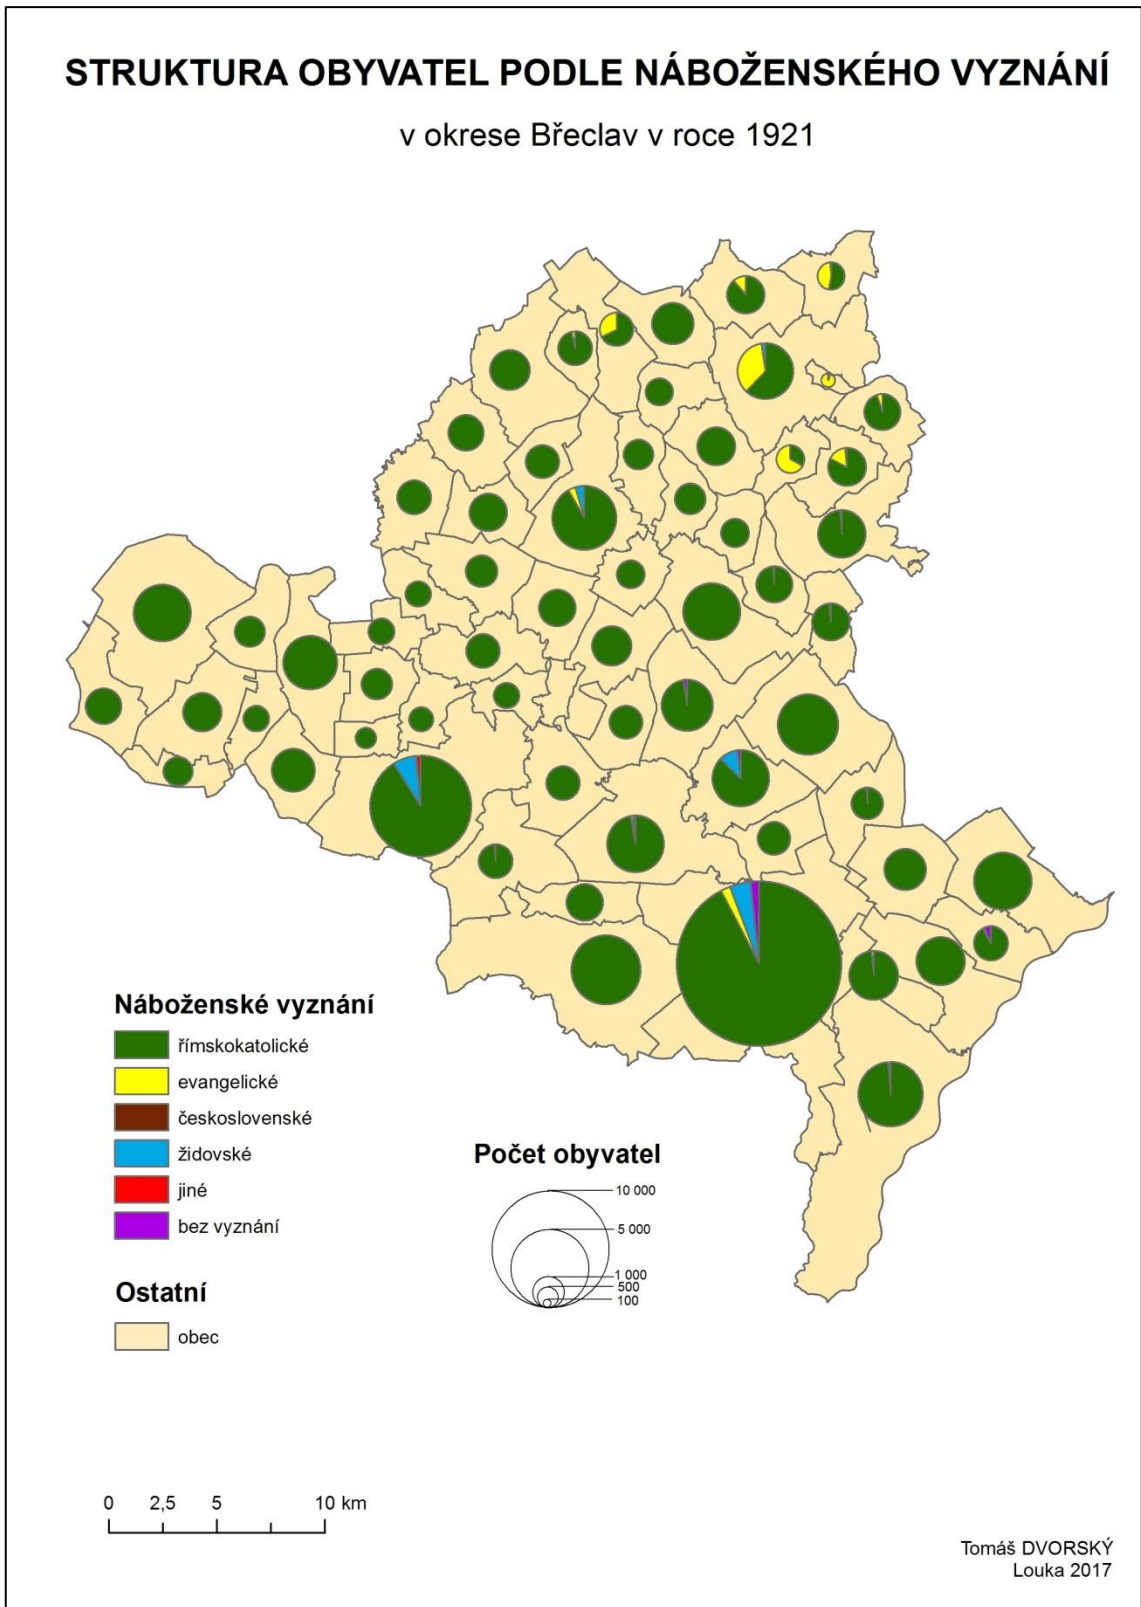 STRUKTURA OBYVATEL PODLE NÁBOŽENSKÉHO VYZNÁNÍ
v okrese Břeclav v roce 1921
Náboženské vyznání
římskokatolické
evangelické
československé
židovské
jiné
bez vyznání
Ostatní
obec
Počet obyvatel
10 000
5 000
1 000
500
100
0 2,5 5 10 km
Tomáš DVORSKÝ
Louka 2017